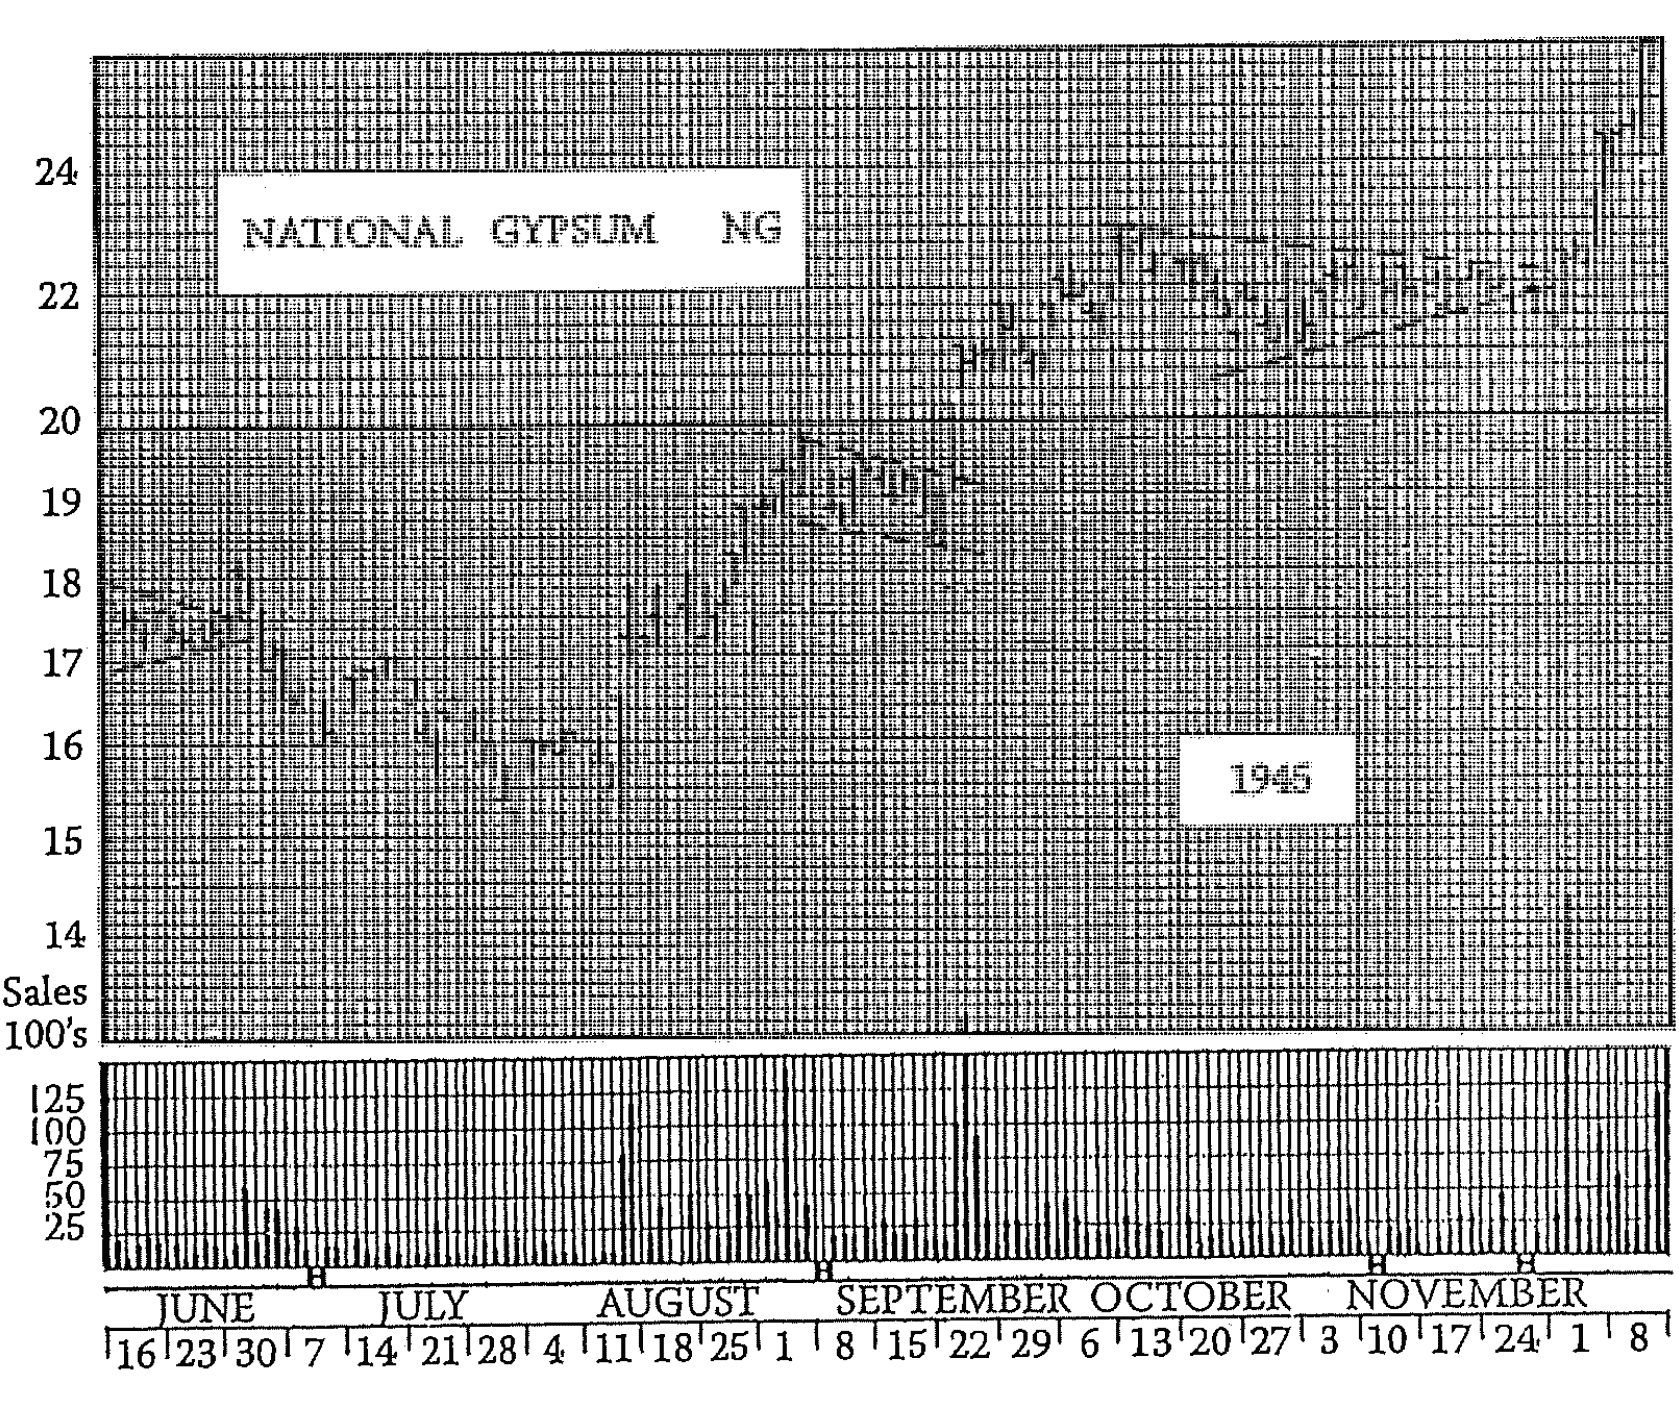 24
NATIONAL GYPSUM NG
22
20
19
18
17
16
1945
15
14
Sales
100's
125
100
75
50
25
H H H H
JUNE JULY AUGUST SEPTEMBER OCTOBER NOVEMBER
16 23 30 7 14 21 28 4 11 18 25 1 8 15 22 29 6 13 20 27 3 10 17 24 1 8